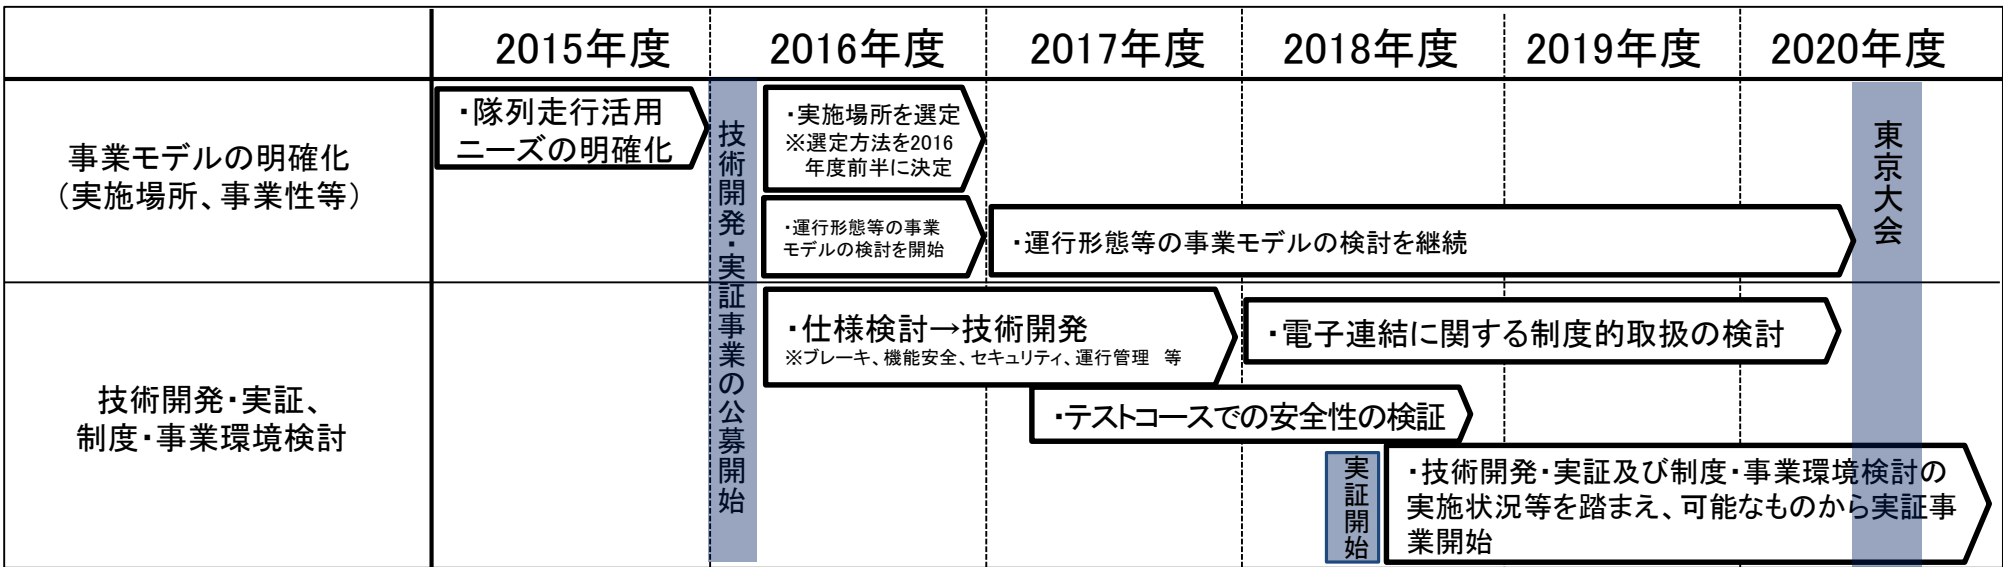 2015年度
2016年度
2017年度
2018年度
2019年度
2020年度
事業モデルの明確化
（実施場所、事業性等）
・隊列走行活用
ニーズの明確化
技術開発・実証事業の公募開始
・実施場所を選定
※選定方法を2016
年度前半に決定
・運行形態等の事業
モデルの検討を開始
・運行形態等の事業モデルの検討を継続
東京大会
技術開発・実証、
制度・事業環境検討
・仕様検討→技術開発
※ブレーキ、機能安全、セキュリティ、運行管理　等
・電子連結に関する制度的取扱の検討
・テストコースでの安全性の検証
実証開始
・技術開発・実証及び制度・事業環境検討の
実施状況等を踏まえ、可能なものから実証事
業開始